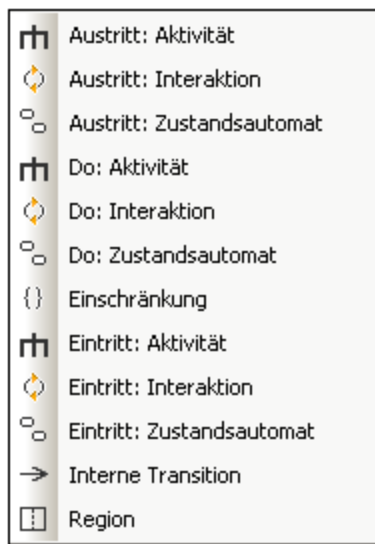 Austritt: Aktivität
Austritt: Interaktion
Austritt: Zustandsautomat
Do: Aktivität
Do: Interaktion
Do: Zustandsautomat
{} Einschränkung
Eintritt: Aktivität
Eintritt: Interaktion
Eintritt: Zustandsautomat
Interne Transition
Region